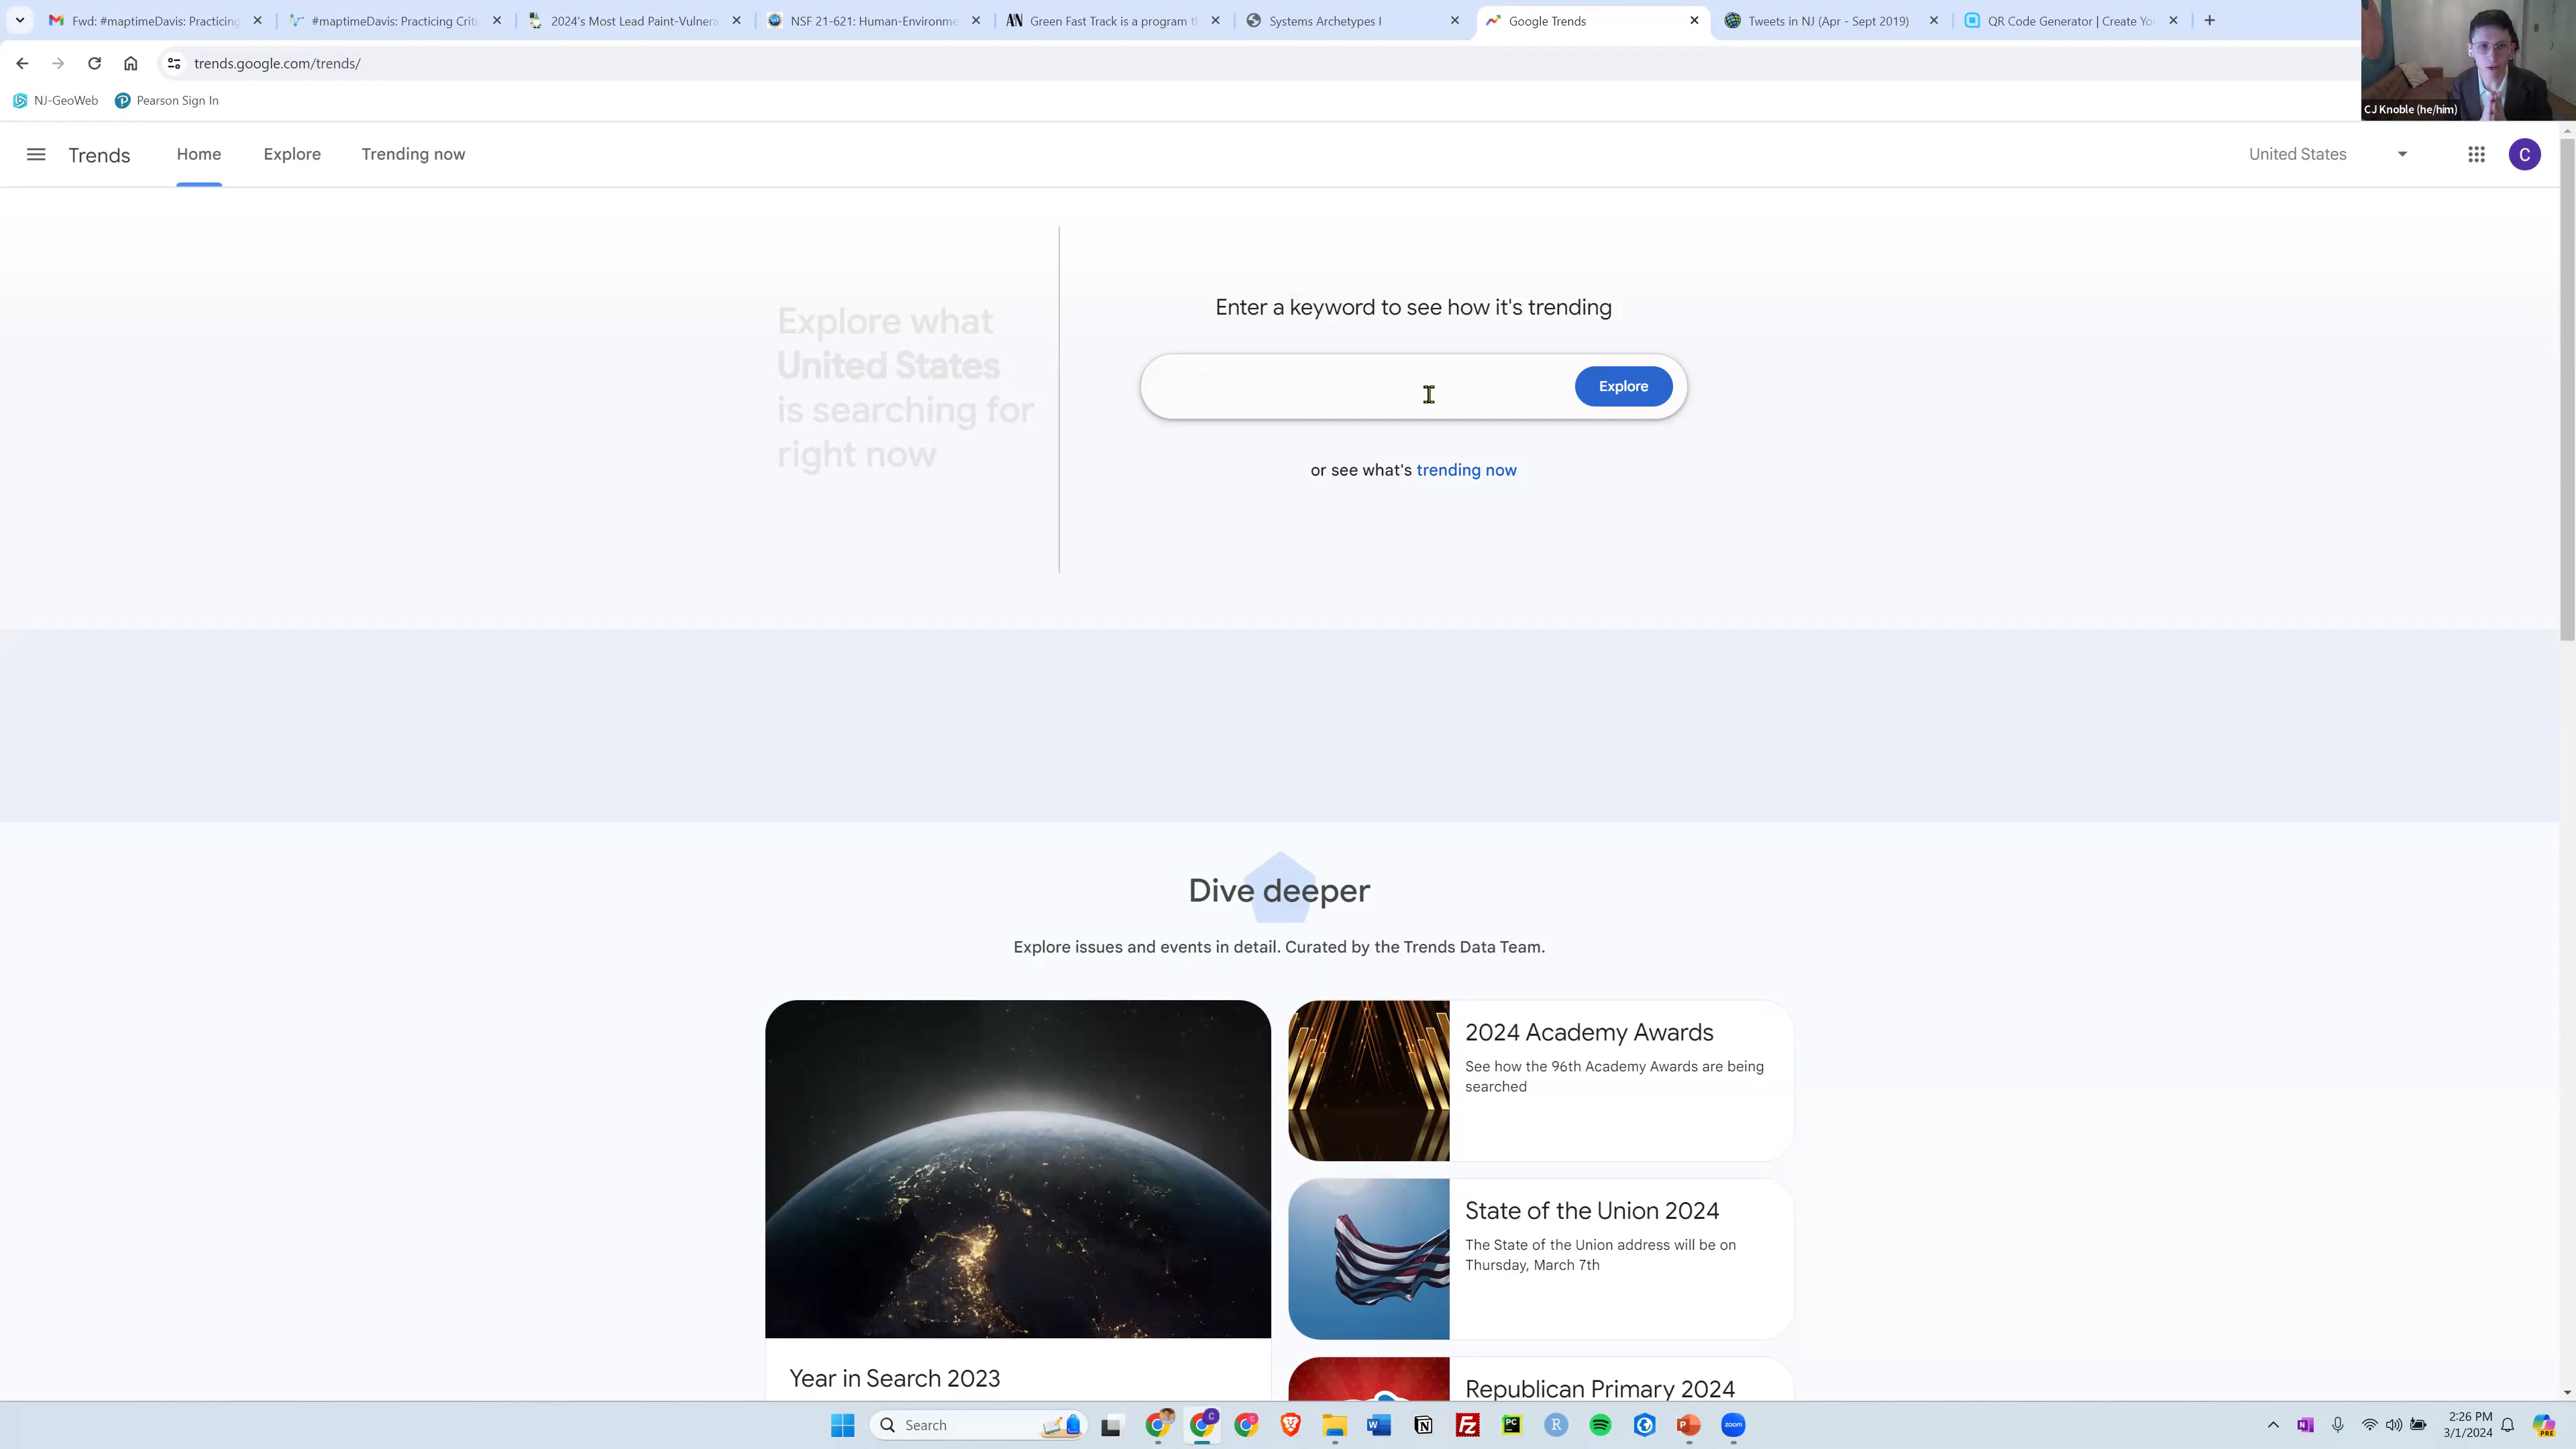 Fwd: #maptimeDavis: Practicing
#maptimeDavis: Practicing Criti
2024's Most Lead Paint-Vulnera
NSF 21-621: Human-Environme
Green Fast Track is a program th
Systems Archetypes I
Google Trends
Tweets in NJ (Apr - Sept 2019)
QR Code Generator | Create Yo
trends.google.com/trends/
NJ-GeoWeb
Pearson Sign In
CJ Knoble (he/him)
Trends
Home
Explore
Trending now
United States
C
Explore what
United States
is searching for
right now
Enter a keyword to see how it's trending
Explore
or see what's trending now
Dive deeper
Explore issues and events in detail. Curated by the Trends Data Team.
Year in Search 2023
2024 Academy Awards
See how the 96th Academy Awards are being
searched
State of the Union 2024
The State of the Union address will be on
Thursday, March 7th
Republican Primary 2024
Search
zoom
2:26 PM
3/1/2024
PRE